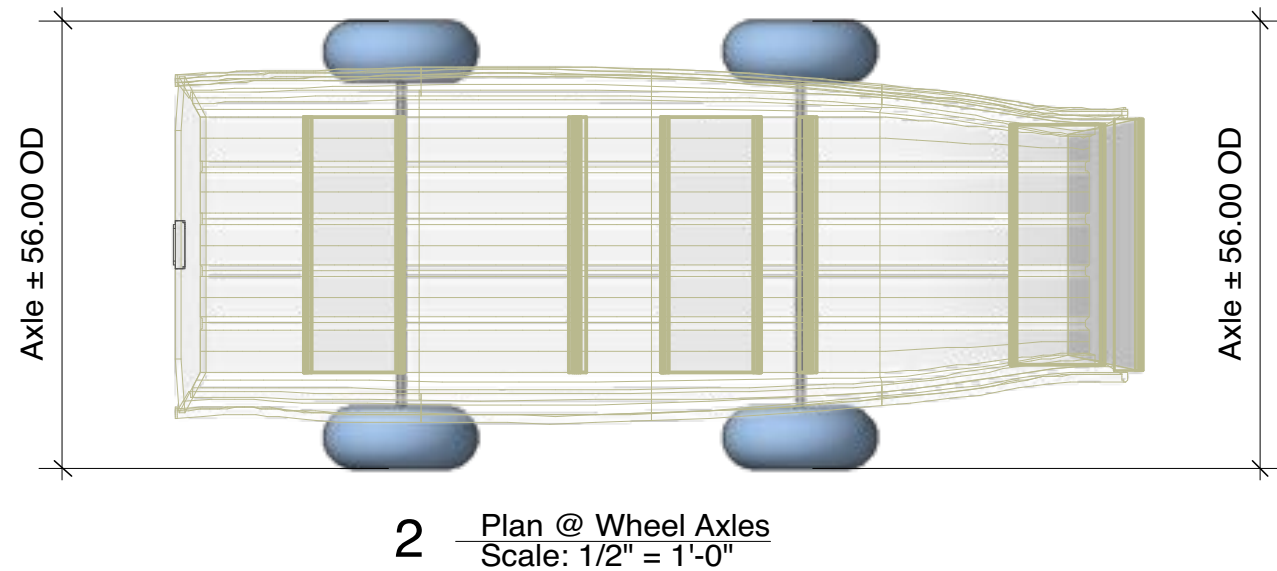 Axle ± 56.00 OD
Axle ± 56.00 OD
2
Plan @ Wheel Axles
Scale: 1/2" = 1'-0"